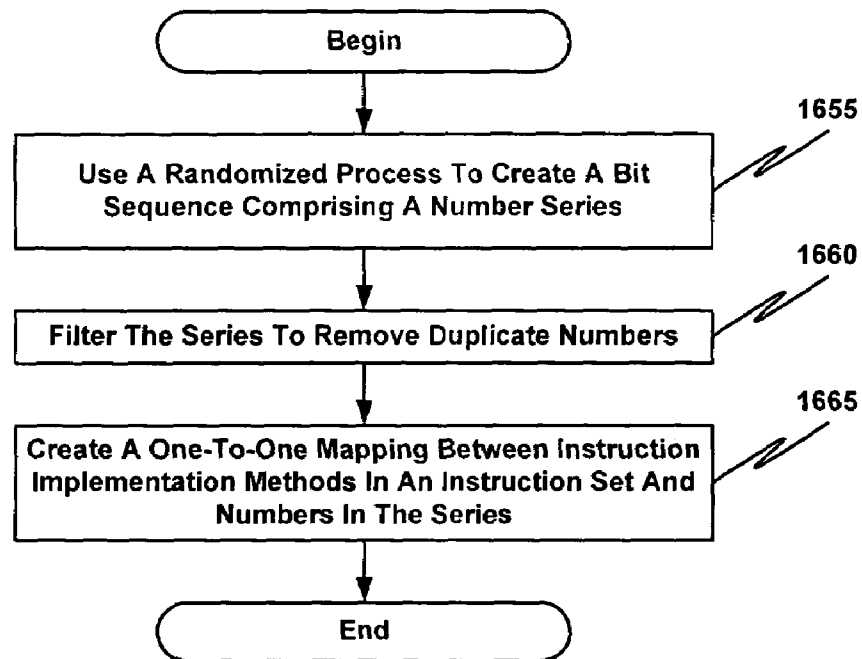 Begin
1655
Use A Randomized Process To Create A Bit
Sequence Comprising A Number Series
1660
Filter The Series To Remove Duplicate Numbers
1665
Create A One-To-One Mapping Between Instruction
Implementation Methods In An Instruction Set And
Numbers In The Series
End